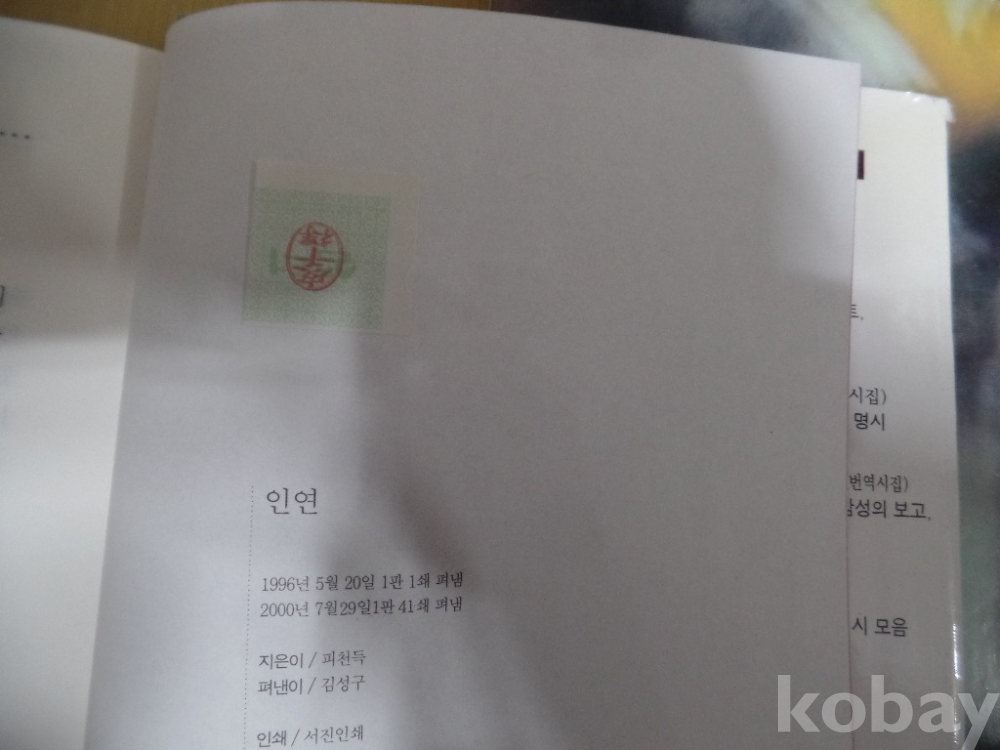 인연
1996년 5월 20일 1판 1쇄 펴냄
2000년 7월29일1판 41쇄 펴냄
지은이 / 피천득
펴낸이 / 김성구
인쇄 / 서진인쇄
트,
시집)
명시
번역시집)
감성의 보고,
시 모음
kobay